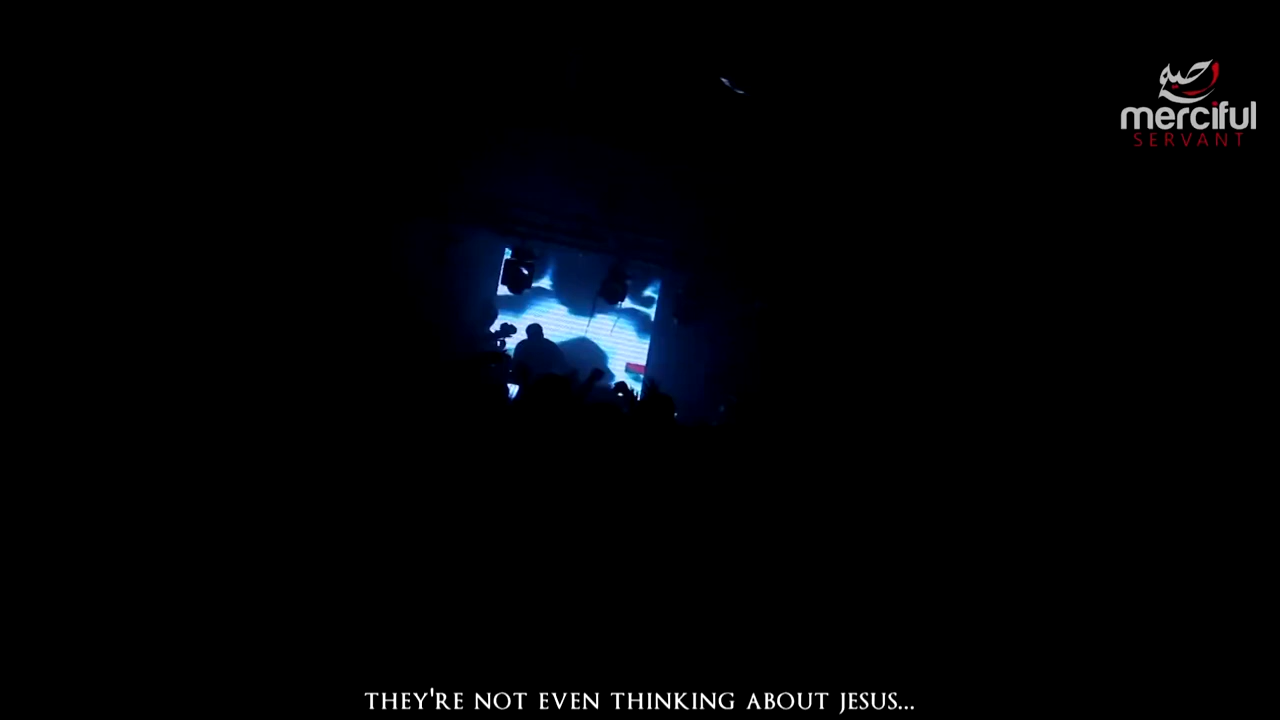 رحيم
merciful
SERVANT
THEY'RE NOT EVEN THINKING ABOUT JESUS...